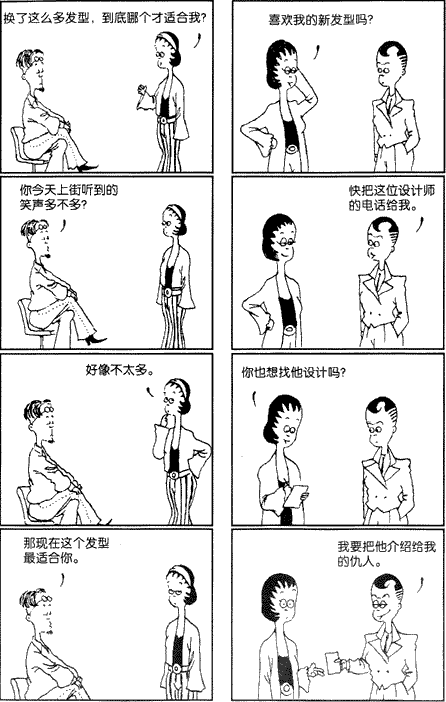 换了这么多发型，到底哪个才适合我？
你今天上街听到的
笑声多不多？
好像不太多。
那现在这个发型
最适合你。
喜欢我的新发型吗？
快把这位设计师
的电话给我。
你也想找他设计吗？
我要把他介绍给我
的仇人。